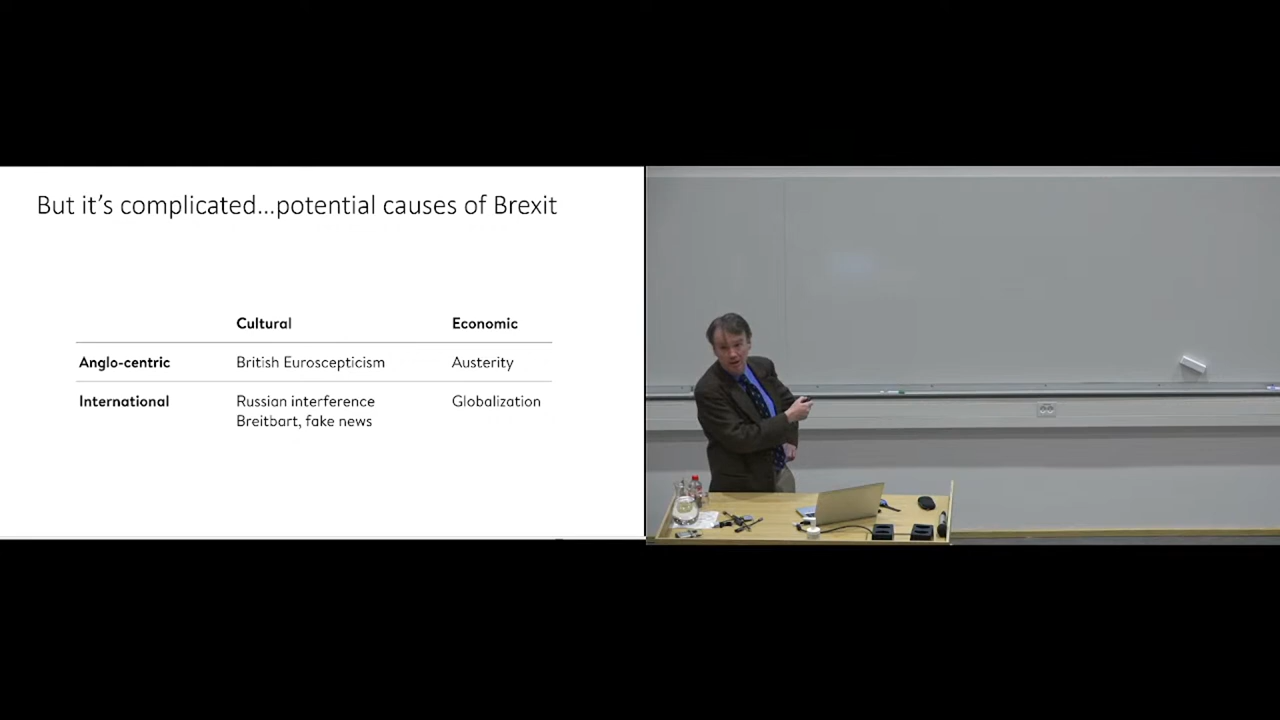 But it's complicated...potential causes of Brexit
Cultural Economic
Anglo-centric British Euroscepticism Austerity
International Russian interference Globalization
Breitbart, fake news